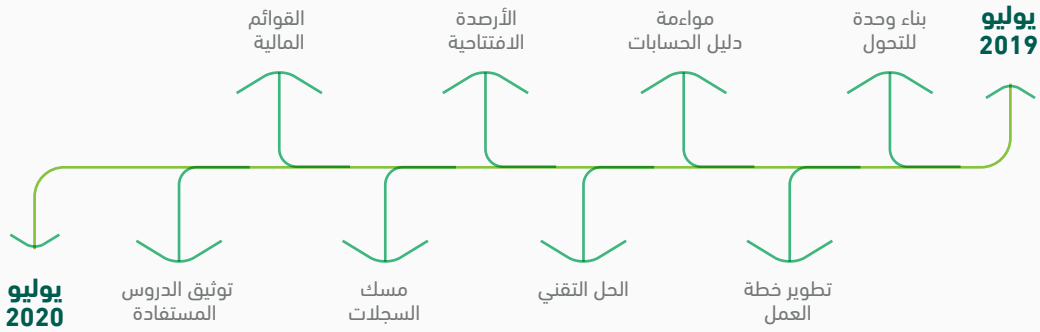 يوليو
2019
بناء وحدة
للتحول
تطوير خطة
العمل
مواءمة
دليل الحسابات
الحل التقني
الأرصدة
الافتتاحية
مسك
السجلات
القوائم
المالية
توثيق الدروس
المستفادة
يوليو
2020